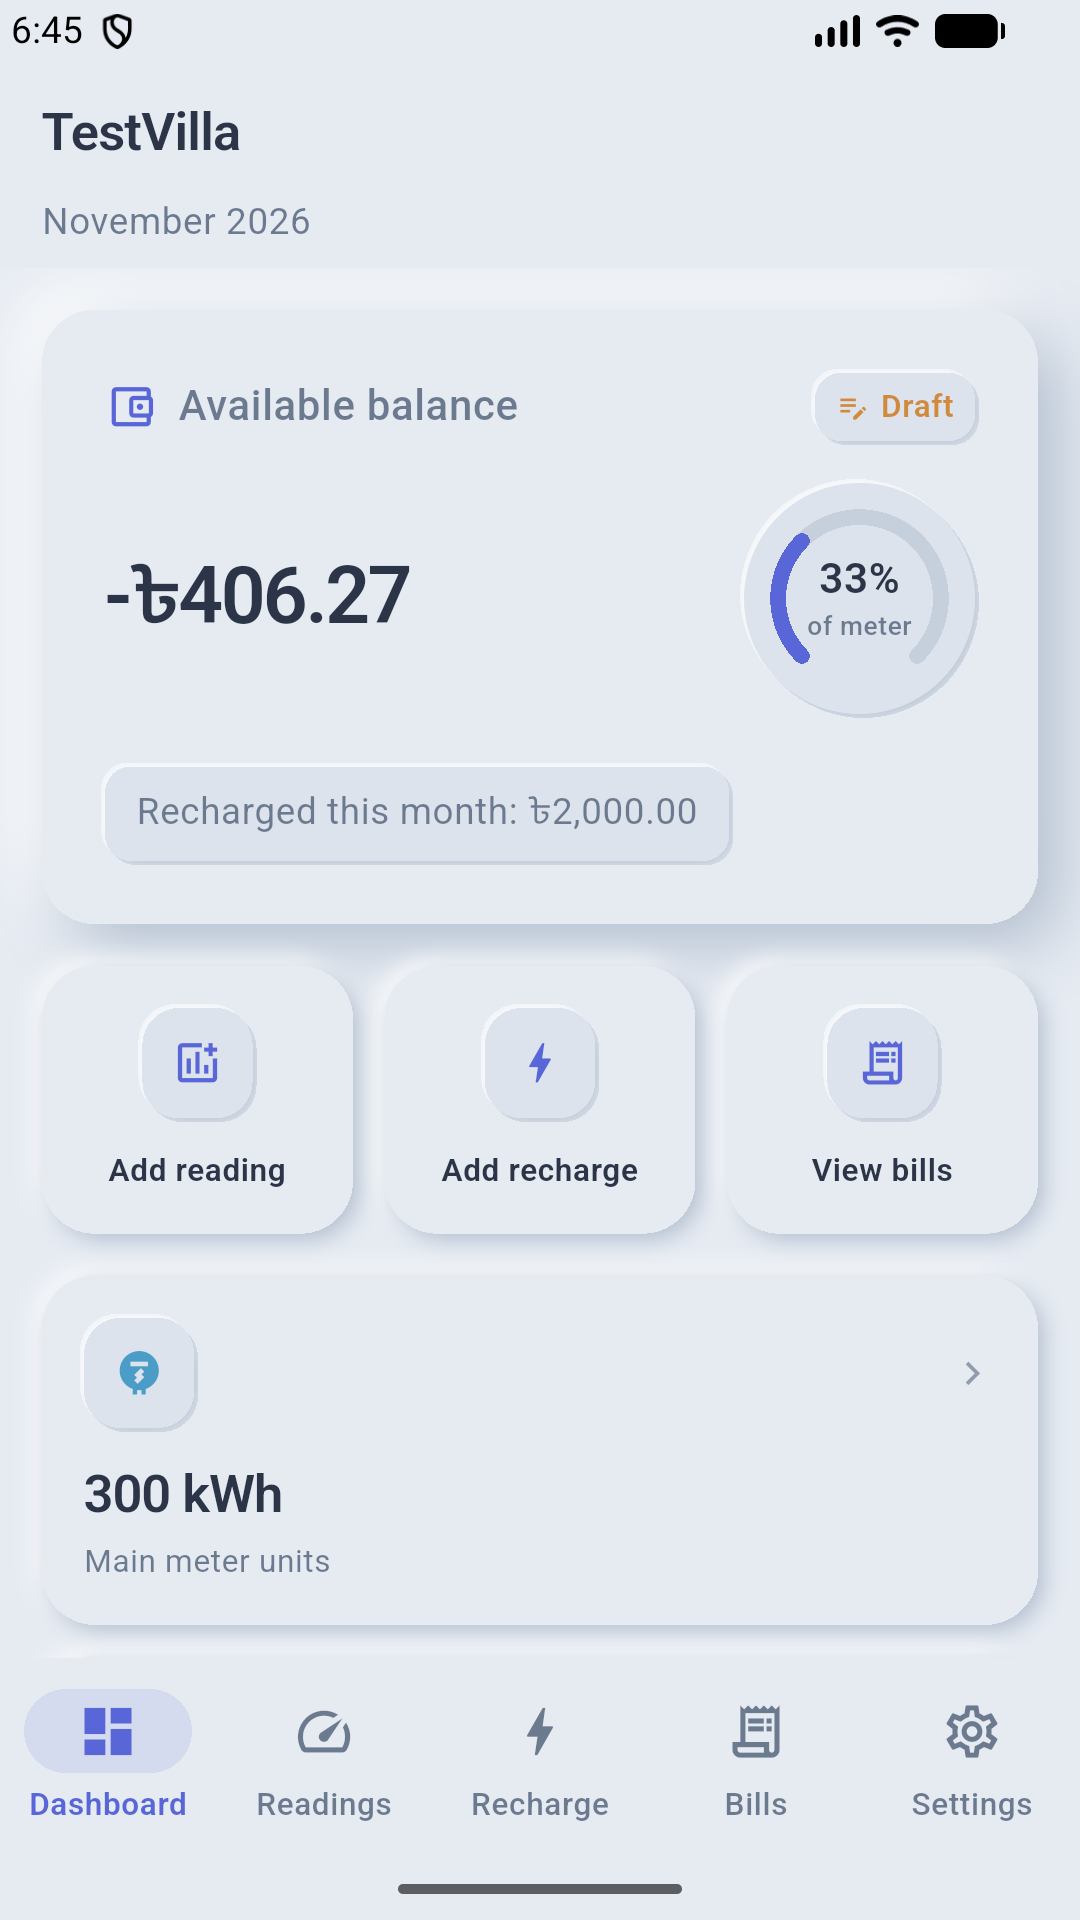 6:45
TestVilla
November 2026
Available balance
Draft
-৳406.27
33%
of meter
Recharged this month: ৳2,000.00
Add reading
Add recharge
View bills
300 kWh
Main meter units
Dashboard
Readings
Recharge
Bills
Settings